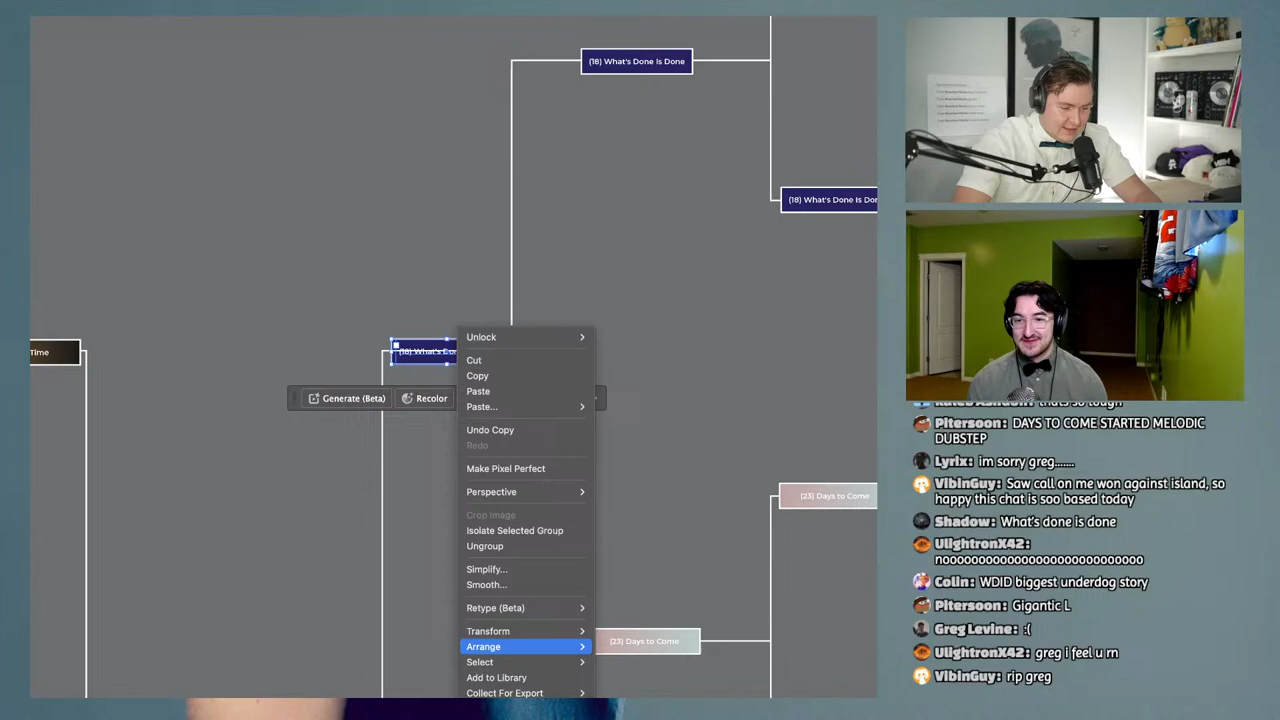 (18) What's Done Is Done
(18) What's Done Is Don
Time
(18) What's Don
Unlock
Cut
Copy
Paste
Paste...
Undo Copy
Redo
Make Pixel Perfect
Perspective
Crop Image
Isolate Selected Group
Ungroup
Simplify...
Smooth...
Retype (Beta)
Transform
Arrange
Select
Add to Library
Collect For Export
Generate (Beta)
Recolor
(23) Days to Come
(23) Days to Come
Pitersoon: DAYS TO COME STARTED MELODIC
DUBSTEP
Lyrix: im sorry greg.......
VibinGuy: Saw call on me won against island, so
happy this chat is soo based today
Shadow: What's done is done
UlightronX42:
nooooooooooooooooooooooooooo
Colin: WDID biggest underdog story
Pitersoon: Gigantic L
Greg Levine: :(
UlightronX42: greg i feel u rn
VibinGuy: rip greg